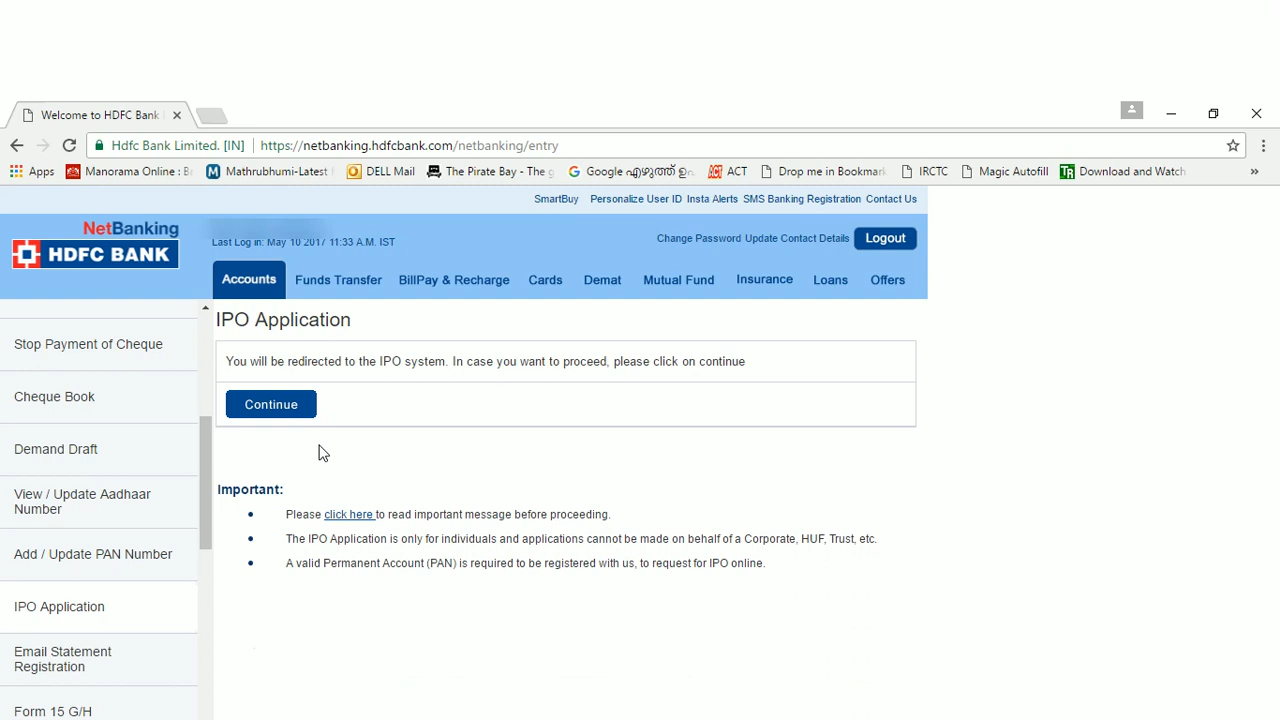 Welcome to HDFC Bank
Hdfc Bank Limited. [IN] https://netbanking.hdfcbank.com/netbanking/entry
Apps Manorama Online : B Mathrubhumi-Latest DELL Mail The Pirate Bay - The g Google എഴുത്ത് ഉ ACT Drop me in Bookmar IRCTC Magic Autofill Download and Watch »
SmartBuy Personalize User ID Insta Alerts SMS Banking Registration Contact Us
NetBanking
HDFC BANK
Last Log in: May 10 2017 11:33 A.M. IST
Change Password Update Contact Details Logout
Accounts Funds Transfer BillPay & Recharge Cards Demat Mutual Fund Insurance Loans Offers
IPO Application
You will be redirected to the IPO system. In case you want to proceed, please click on continue
Continue
Important:
• Please click here to read important message before proceeding.
• The IPO Application is only for individuals and applications cannot be made on behalf of a Corporate, HUF, Trust, etc.
• A valid Permanent Account (PAN) is required to be registered with us, to request for IPO online.
Stop Payment of Cheque
Cheque Book
Demand Draft
View / Update Aadhaar
Number
Add / Update PAN Number
IPO Application
Email Statement
Registration
Form 15 G/H